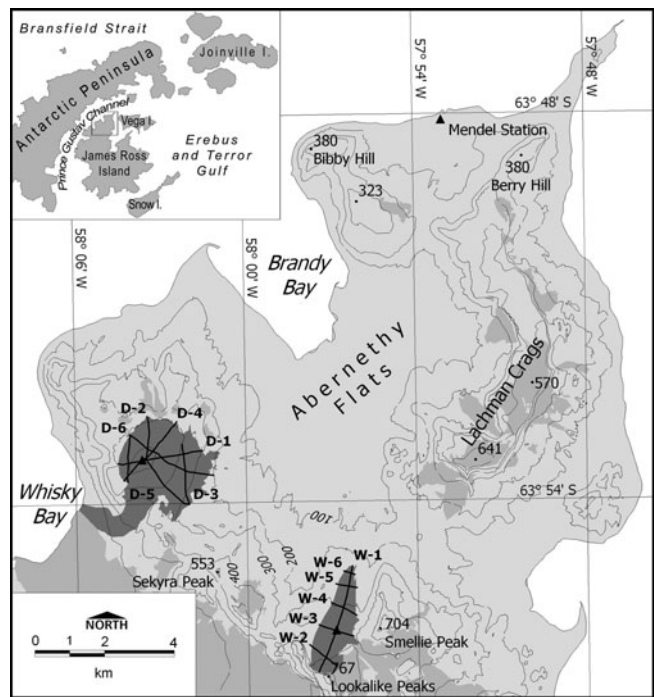 Bransfield Strait
Joinville I.
Antarctic Peninsula
Prince Gustav Channel
Vega I.
Erebus
and Terror
Gulf
James Ross
Island
Snow I.
57° 54' W
57° 48' W
63° 48' S
Mendel Station
380
Bibby Hill
380
Berry Hill
323
58° 06' W
58° 00' W
Brandy
Bay
Abernethy
Flats
Lachman Crags
570
641
D-2
D-4
D-6
D-1
D-5
D-3
Whisky
Bay
63° 54' S
100
200
300
400
553
Sekyra Peak
W-1
W-6
W-5
W-4
W-3
W-2
704
Smellie Peak
767
Lookalike Peaks
NORTH
0 1 2 4
km